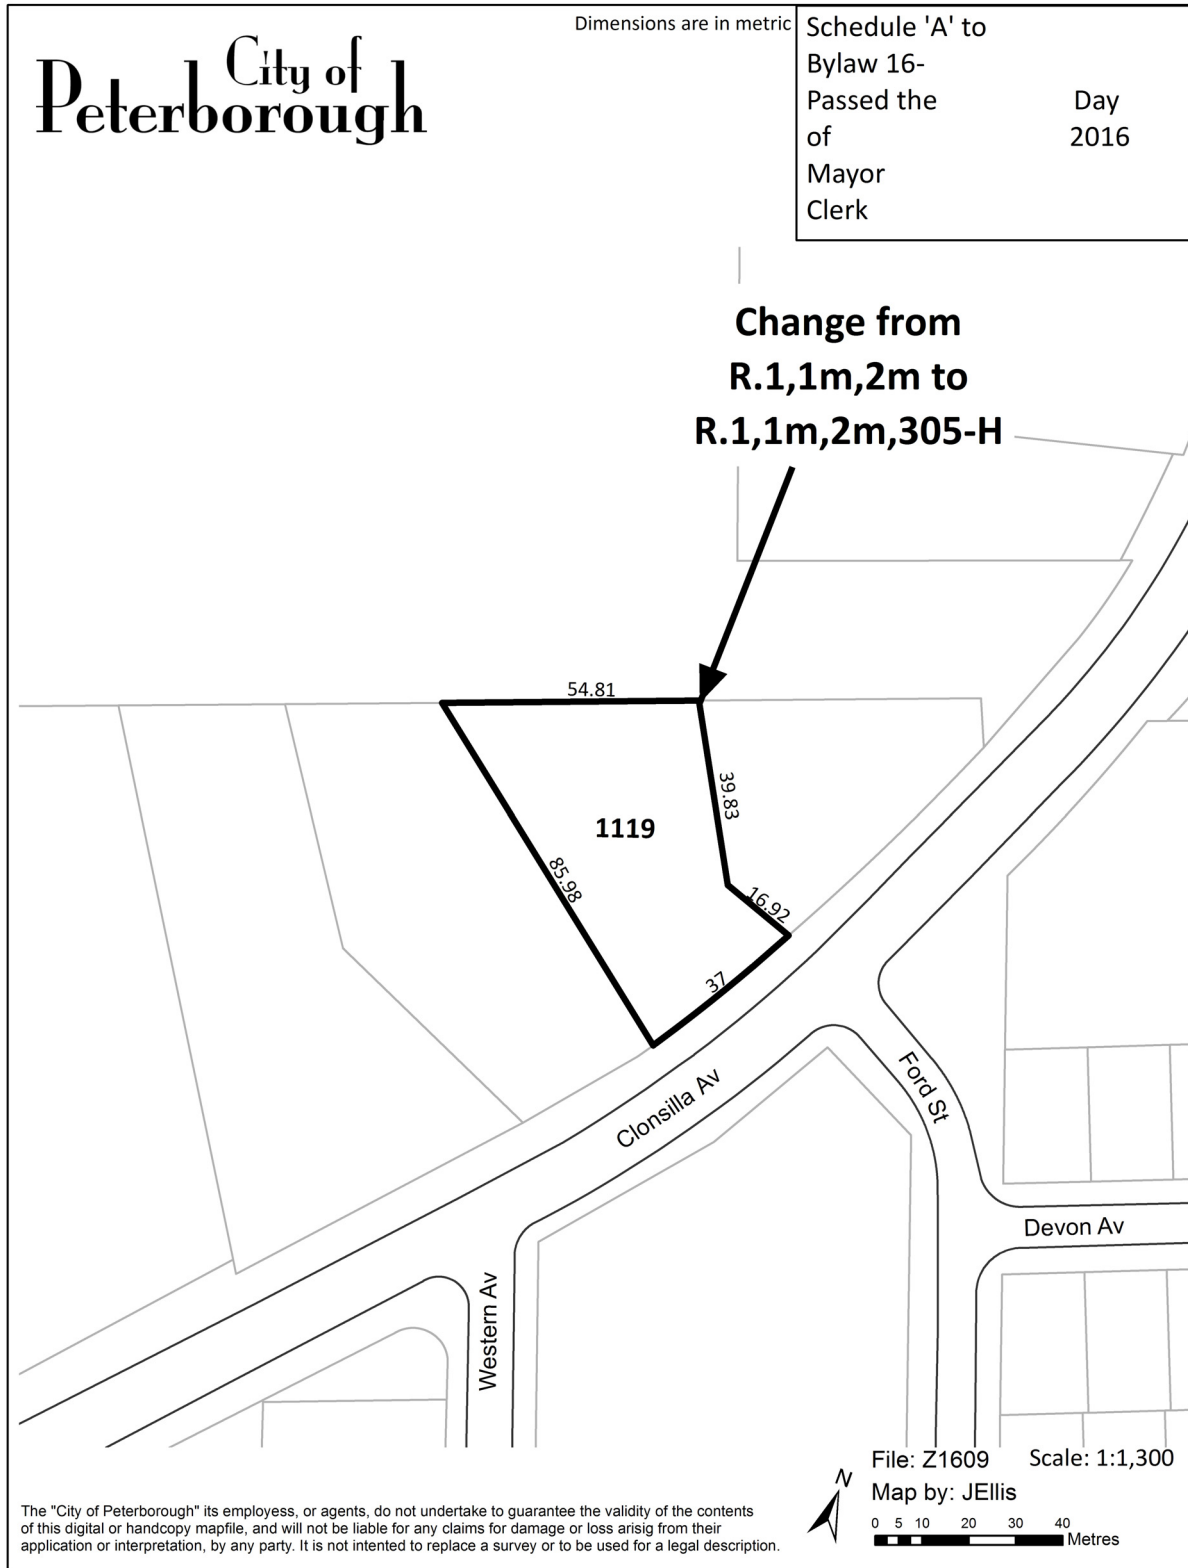 City of
Peterborough
Dimensions are in metric
Schedule 'A' to
Bylaw 16-
Passed the Day
of 2016
Mayor
Clerk
Change from
R.1,1m,2m to
R.1,1m,2m,305-H
54.81
39.83
1119
85.98
16.92
37
Clonsilla Av
Ford St
Devon Av
Western Av
N
File: Z1609 Scale: 1:1,300
Map by: JEllis
0 5 10 20 30 40
Metres
The "City of Peterborough" its employess, or agents, do not undertake to guarantee the validity of the contents
of this digital or handcopy mapfile, and will not be liable for any claims for damage or loss arisig from their
application or interpretation, by any party. It is not intented to replace a survey or to be used for a legal description.